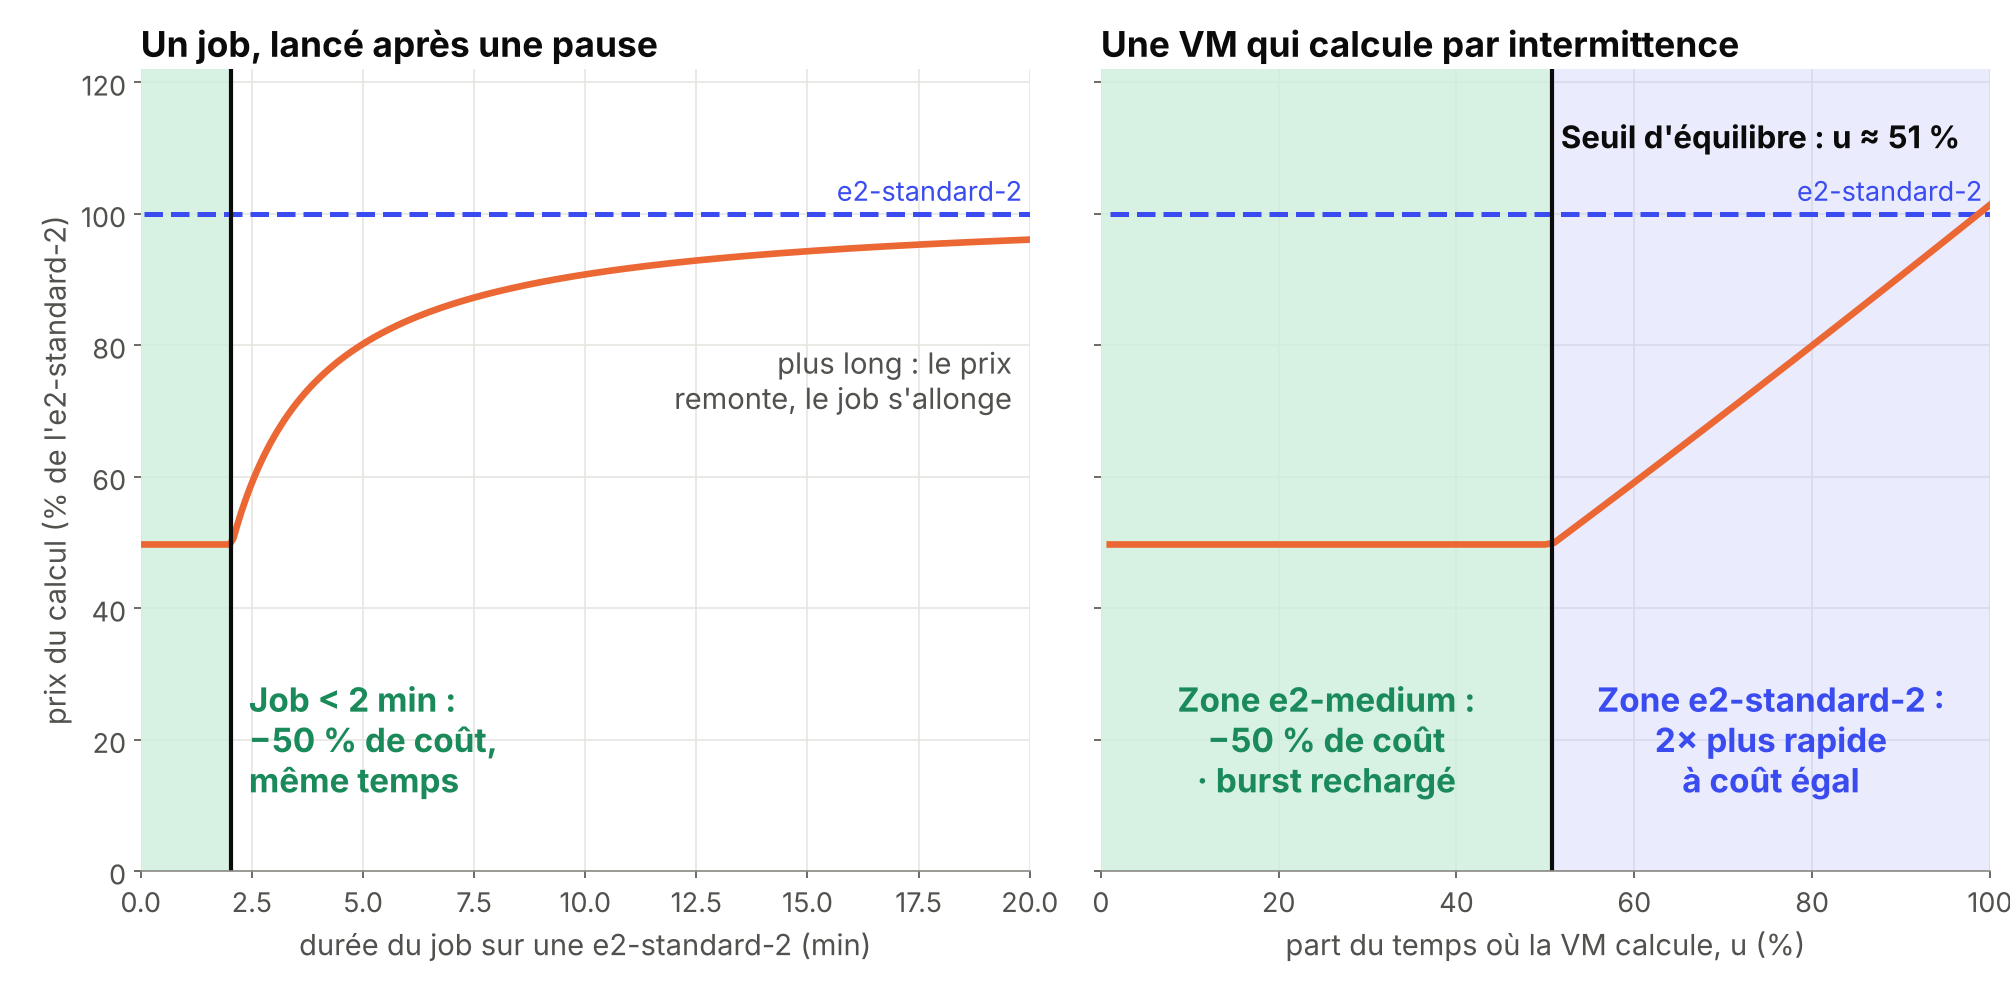 Un job, lancé après une pause
120
100
80
60
40
20
0
prix du calcul (% de l'e2-standard-2)
e2-standard-2
plus long : le prix
remonte, le job s'allonge
Job < 2 min :
−50 % de coût,
même temps
0.0 2.5 5.0 7.5 10.0 12.5 15.0 17.5 20.0
durée du job sur une e2-standard-2 (min)
Une VM qui calcule par intermittence
Seuil d'équilibre : u ≈ 51 %
e2-standard-2
Zone e2-medium :
−50 % de coût
· burst rechargé
Zone e2-standard-2 :
2× plus rapide
à coût égal
0 20 40 60 80 100
part du temps où la VM calcule, u (%)